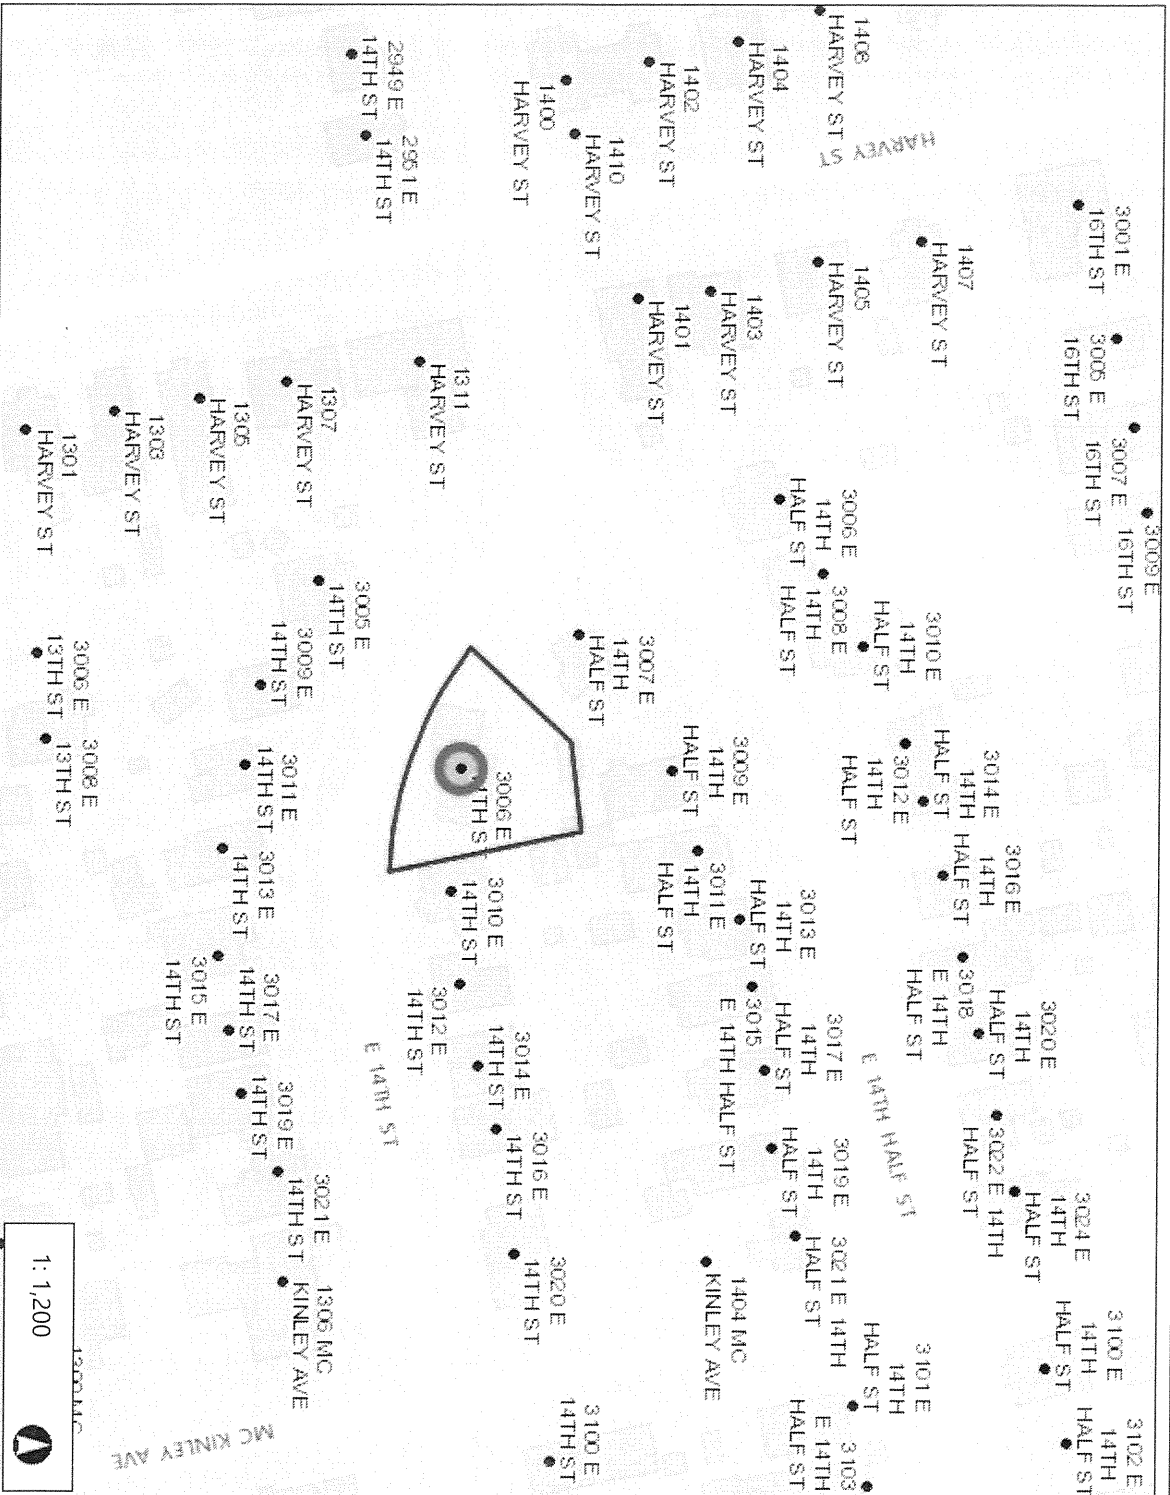 3009 E
16TH ST
3007 E
16TH ST
3005 E
16TH ST
3001 E
16TH ST
3102 E
14TH
HALF ST
3100 E
14TH
HALF ST
3024 E
14TH
HALF ST
3022 E 14TH
HALF ST
3020 E
14TH
HALF ST
3018
E 14TH
HALF ST
3016 E
14TH
HALF ST
3014 E
14TH
HALF ST
3012 E
14TH
HALF ST
3010 E
14TH
HALF ST
3008 E
14TH
HALF ST
3006 E
14TH
HALF ST
1407
HARVEY ST
HARVEY ST
1408
HARVEY ST
1405
HARVEY ST
1404
HARVEY ST
1403
HARVEY ST
1402
HARVEY ST
1401
HARVEY ST
1410
HARVEY ST
1400
HARVEY ST
E 14TH HALF ST
3101 E
14TH
HALF ST
3103
E 14TH
HALF ST
3021 E 14TH
HALF ST
3019 E
14TH
HALF ST
3017 E
14TH
HALF ST
3015
E 14TH HALF ST
3013 E
14TH
HALF ST
3011 E
14TH
HALF ST
3009 E
14TH
HALF ST
3007 E
14TH
HALF ST
1404 MC
KINLEY AVE
3100 E
14TH ST
3020 E
14TH ST
3016 E
14TH ST
3014 E
14TH ST
3012 E
14TH ST
3010 E
14TH ST
3006 E
14TH ST
E 14TH ST
2949 E
14TH ST
2951 E
14TH ST
1311
HARVEY ST
3005 E
14TH ST
3009 E
14TH ST
3011 E
14TH ST
3013 E
14TH ST
3015 E
14TH ST
3017 E
14TH ST
3019 E
14TH ST
3021 E
14TH ST
1306 MC
KINLEY AVE
MC KINLEY AVE
1307
HARVEY ST
1305
HARVEY ST
1303
HARVEY ST
1301
HARVEY ST
3006 E
13TH ST
3008 E
13TH ST
1: 1,200